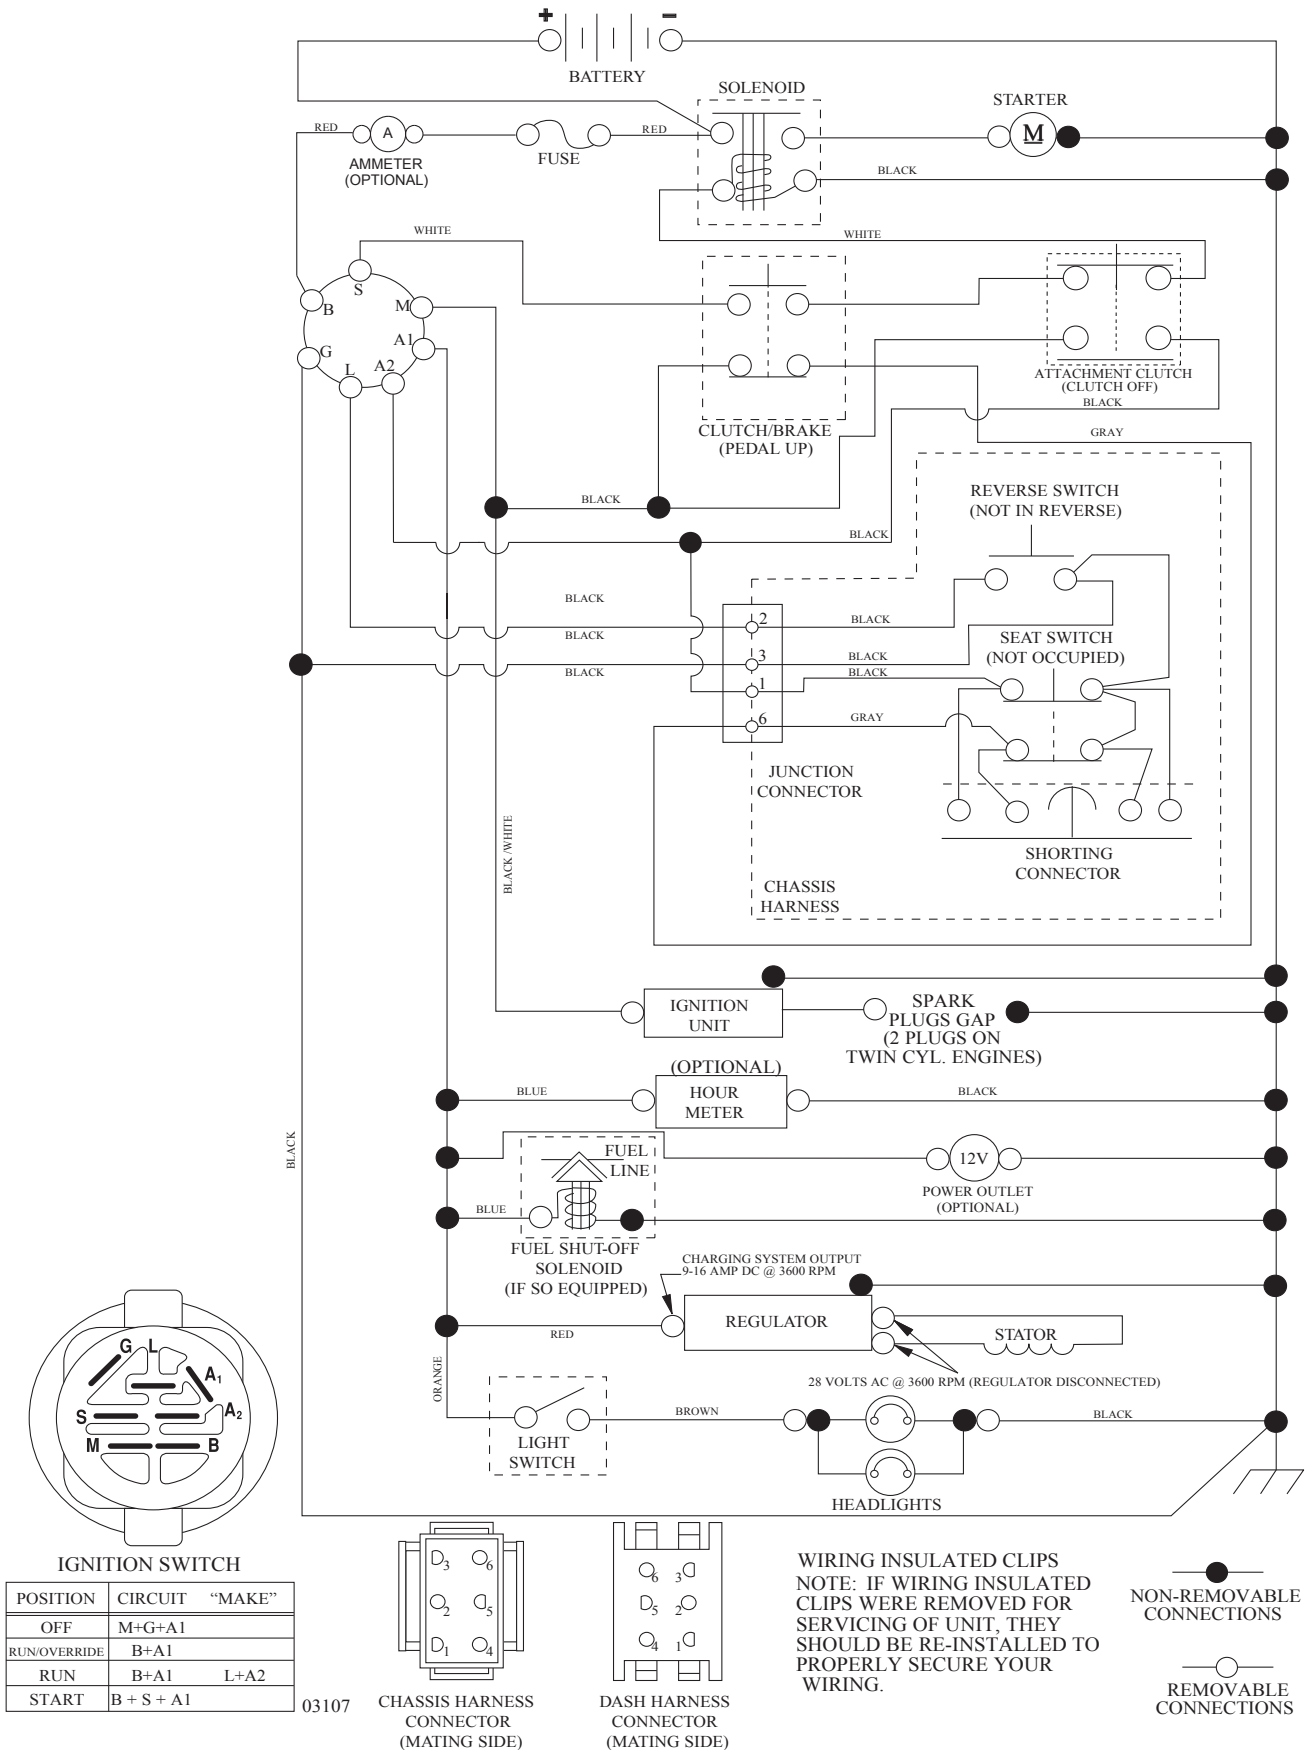 + −
BATTERY
SOLENOID
STARTER
RED
A
RED
M
FUSE
AMMETER
(OPTIONAL)
BLACK
WHITE
WHITE
S
B
M
A1
G
L
A2
ATTACHMENT CLUTCH
(CLUTCH OFF)
BLACK
CLUTCH/BRAKE
(PEDAL UP)
GRAY
REVERSE SWITCH
(NOT IN REVERSE)
BLACK
BLACK
BLACK
2
BLACK
BLACK
SEAT SWITCH
(NOT OCCUPIED)
3
BLACK
BLACK
BLACK
1
6
GRAY
JUNCTION
CONNECTOR
BLACK /WHITE
SHORTING
CONNECTOR
CHASSIS
HARNESS
IGNITION
UNIT
SPARK
PLUGS GAP
(2 PLUGS ON
TWIN CYL. ENGINES)
(OPTIONAL)
HOUR
METER
BLUE
BLACK
BLACK
FUEL
LINE
12V
POWER OUTLET
(OPTIONAL)
BLUE
FUEL SHUT-OFF
SOLENOID
(IF SO EQUIPPED)
CHARGING SYSTEM OUTPUT
9-16 AMP DC @ 3600 RPM
REGULATOR
RED
STATOR
28 VOLTS AC @ 3600 RPM (REGULATOR DISCONNECTED)
ORANGE
BROWN
BLACK
LIGHT
SWITCH
HEADLIGHTS
G L
A1
S
A2
M
B
IGNITION SWITCH
POSITION CIRCUIT “MAKE”
OFF M+G+A1
RUN/OVERRIDE B+A1
RUN B+A1 L+A2
START B + S + A1
03107
3 6
2 5
1 4
CHASSIS HARNESS
CONNECTOR
(MATING SIDE)
6 3
5 2
4 1
DASH HARNESS
CONNECTOR
(MATING SIDE)
WIRING INSULATED CLIPS
NOTE: IF WIRING INSULATED
CLIPS WERE REMOVED FOR
SERVICING OF UNIT, THEY
SHOULD BE RE-INSTALLED TO
PROPERLY SECURE YOUR
WIRING.
NON-REMOVABLE
CONNECTIONS
REMOVABLE
CONNECTIONS